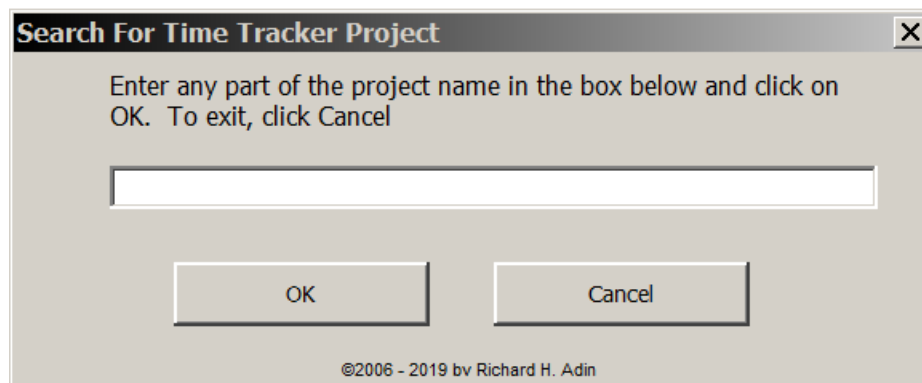 Search For Time Tracker Project
Enter any part of the project name in the box below and click on
OK.  To exit, click Cancel
OK Cancel
©2006 - 2019 by Richard H. Adin